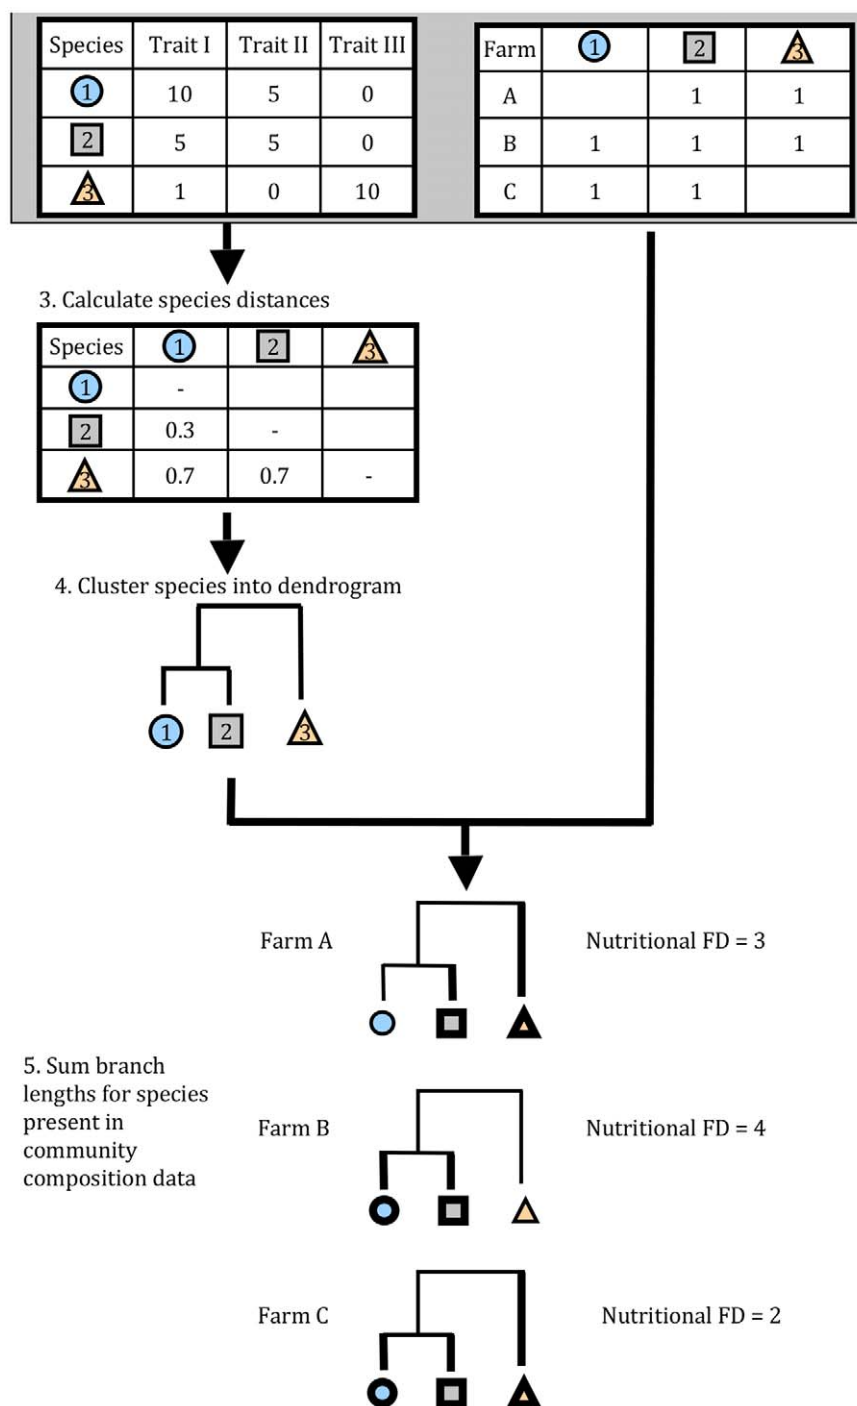 Species Trait I Trait II Trait III
1 10 5 0
2 5 5 0
3 1 0 10
Farm 1 2 3
A 1 1
B 1 1 1
C 1 1
3. Calculate species distances
Species 1 2 3
1 -
2 0.3 -
3 0.7 0.7 -
4. Cluster species into dendrogram
1 2 3
Farm A Nutritional FD = 3
5. Sum branch
lengths for species
present in
community
composition data
Farm B Nutritional FD = 4
Farm C Nutritional FD = 2